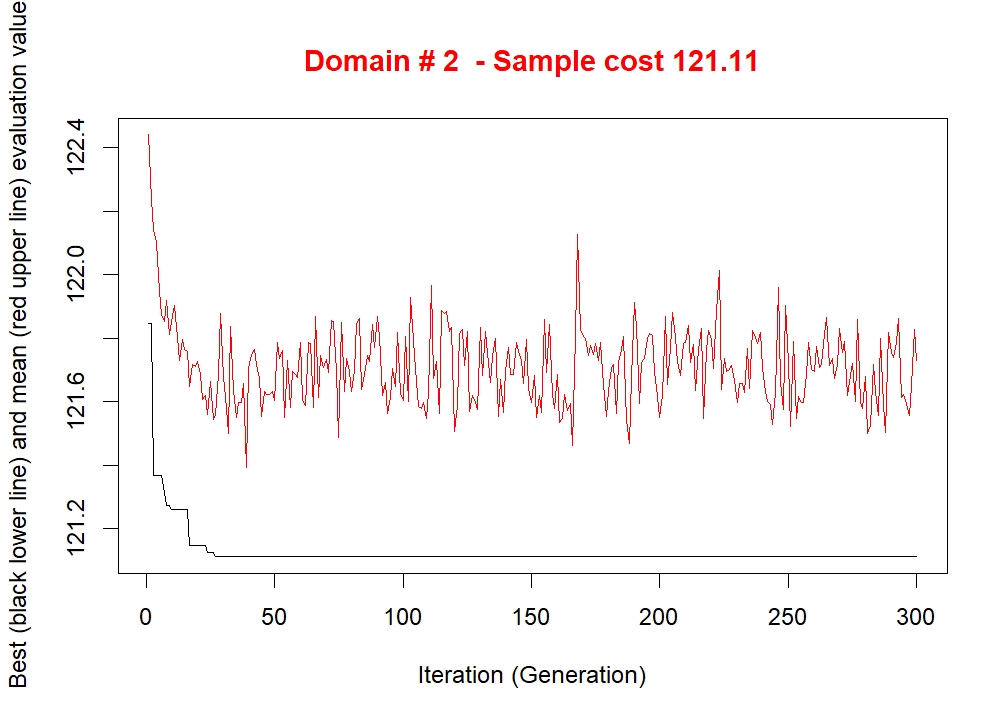 Domain # 2  - Sample cost 121.11
Best (black lower line) and mean (red upper line) evaluation value
122.4
122.0
121.6
121.2
0 50 100 150 200 250 300
Iteration (Generation)